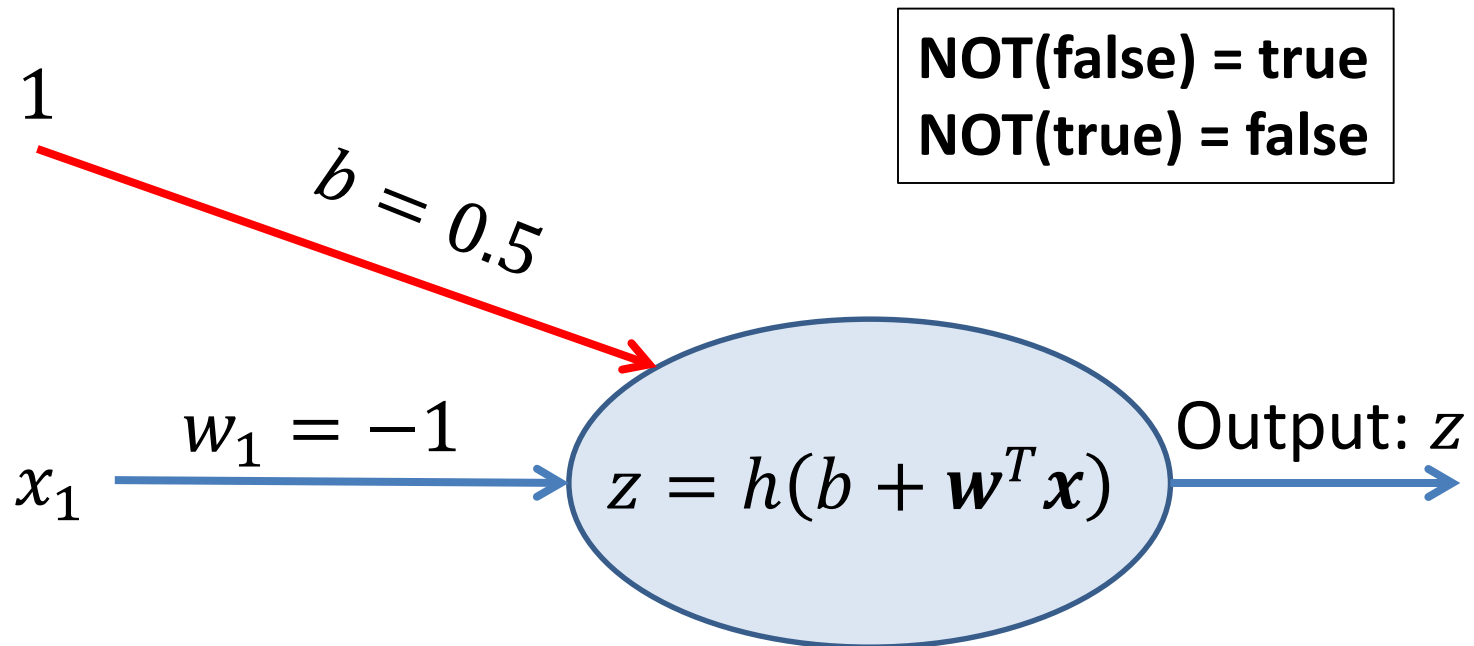 NOT(false) = true
NOT(true) = false
1
b = 0.5
w₁ = −1
x₁
z = h(b + wᵀx)
Output: z